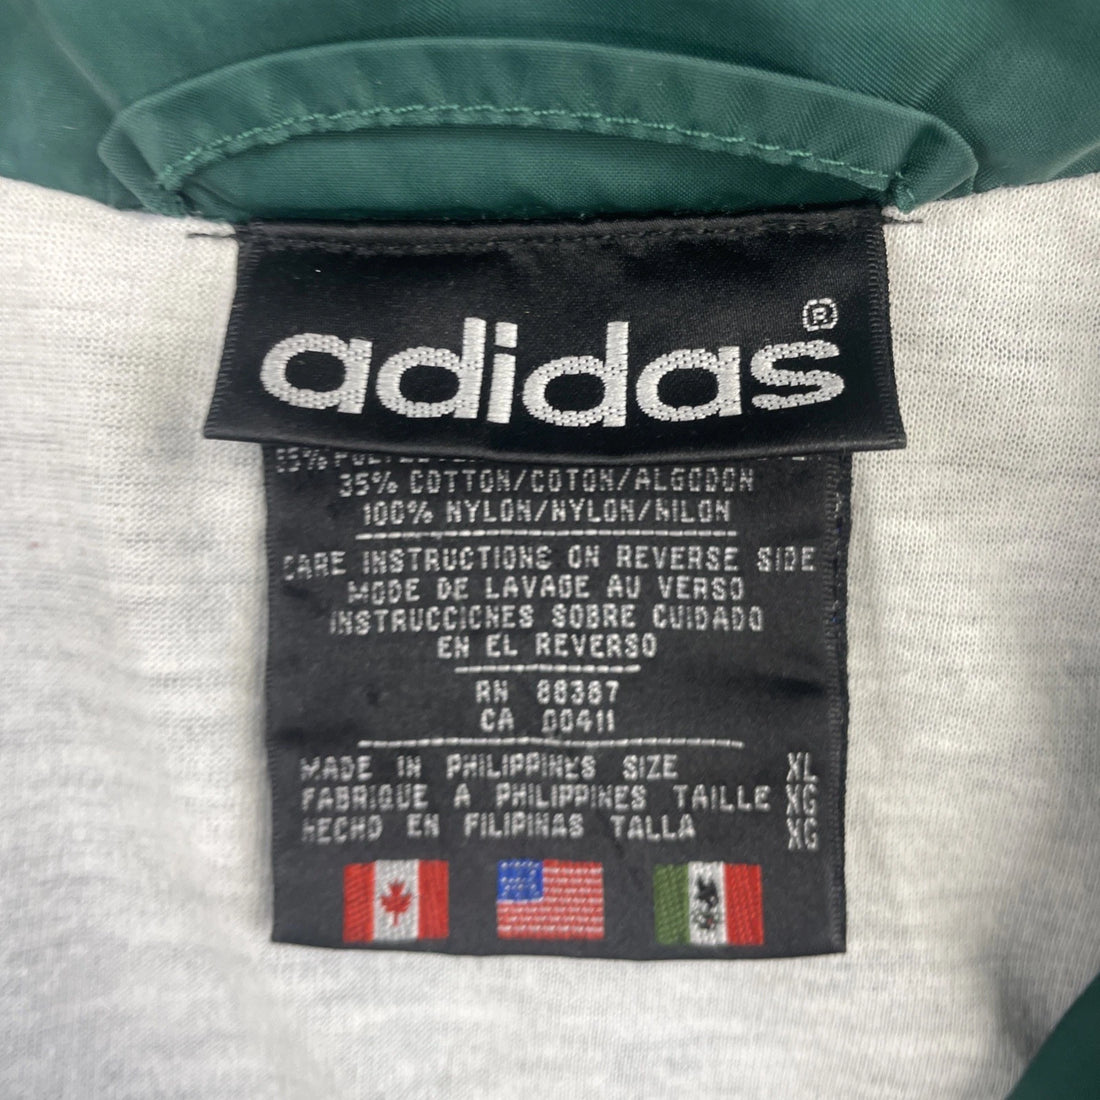 adidas®
35% COTTON/COTON/ALGODON
100% NYLON/NYLON/NILON
CARE INSTRUCTIONS ON REVERSE SIDE
MODE DE LAVAGE AU VERSO
INSTRUCCICNES SOBRE CUIDADO
EN EL REVERSO
RN 88387
CA 00411
MADE IN PHILIPPINES SIZE XL
FABRIQUE A PHILIPPINES TAILLE XG
HECHO EN FILIPINAS TALLA XG